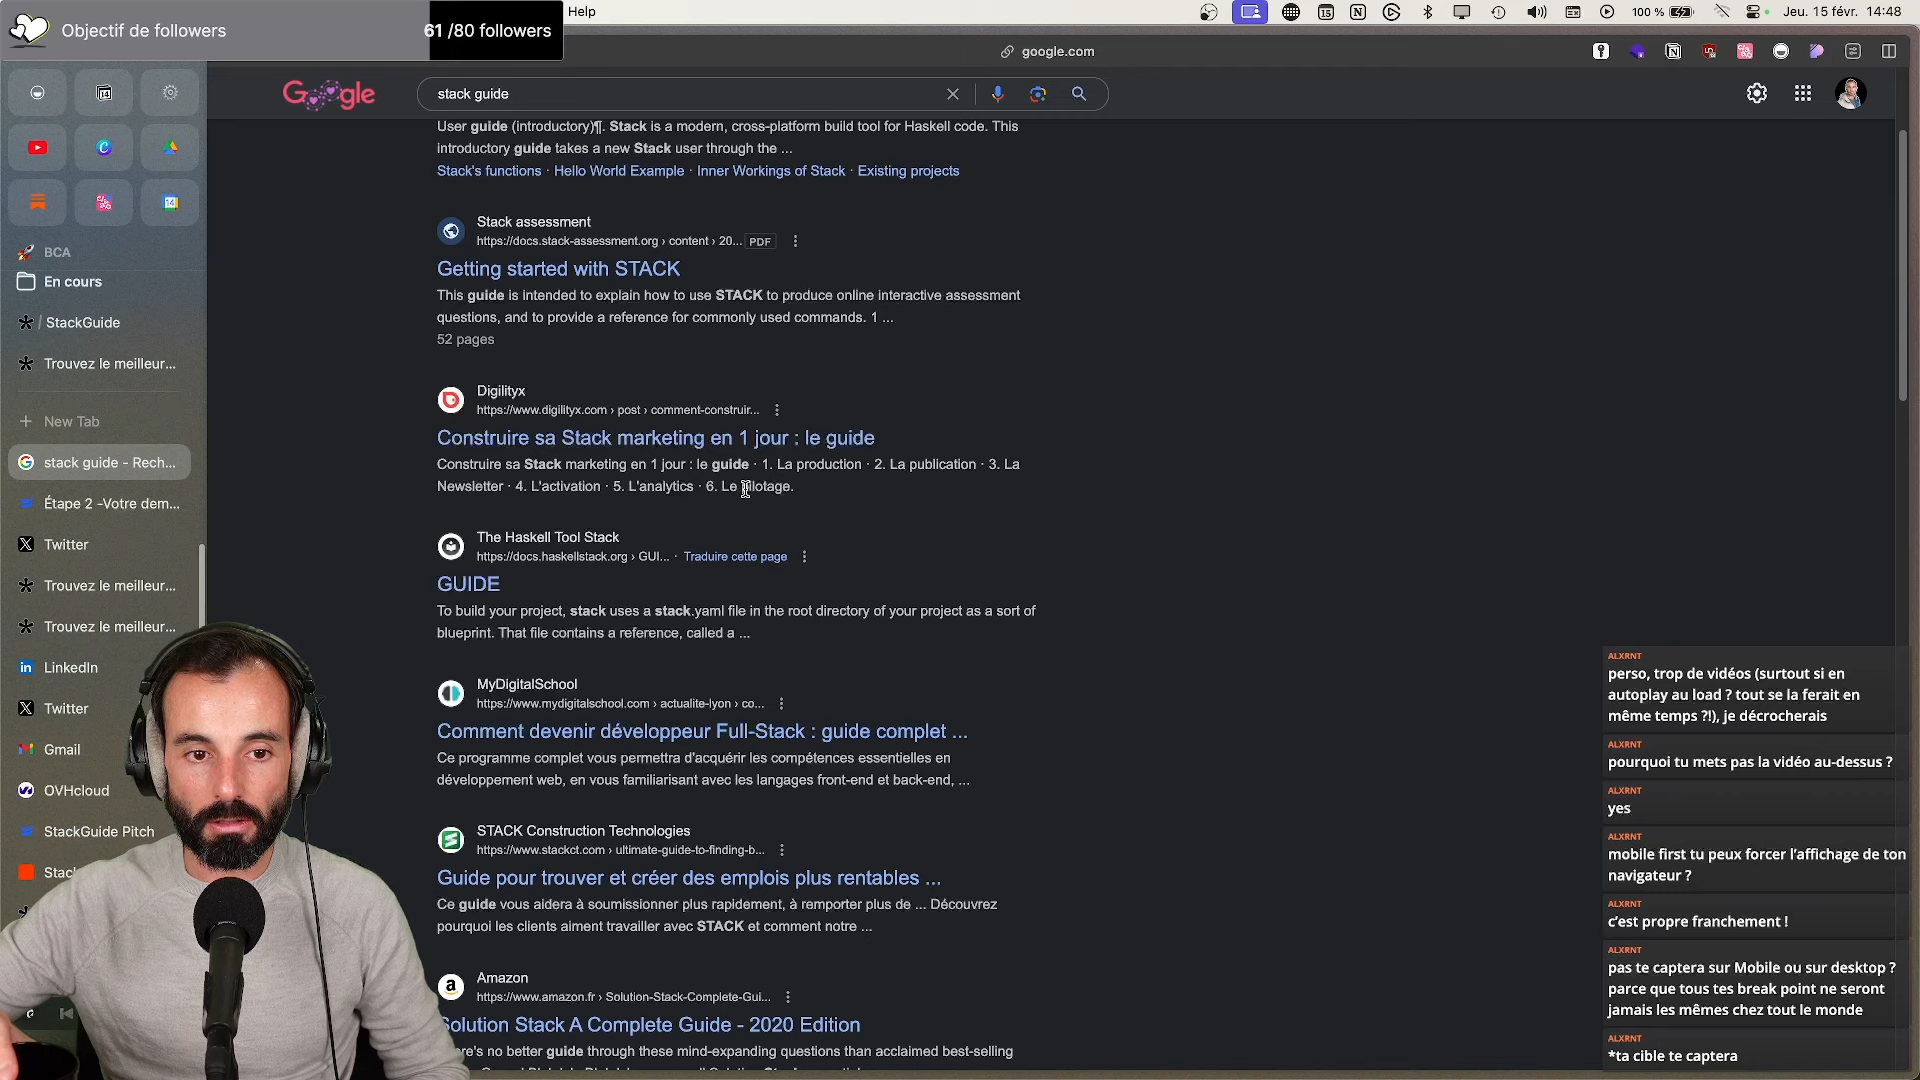 Help
100 %
Jeu. 15 févr. 14:48
Objectif de followers
61 /80 followers
google.com
Google
stack guide
User guide (introductory)¶. Stack is a modern, cross-platform build tool for Haskell code. This
introductory guide takes a new Stack user through the ...
Stack's functions · Hello World Example · Inner Workings of Stack · Existing projects
Stack assessment
https://docs.stack-assessment.org › content › 20... PDF
Getting started with STACK
This guide is intended to explain how to use STACK to produce online interactive assessment
questions, and to provide a reference for commonly used commands. 1 ...
52 pages
Digilityx
https://www.digilityx.com › post › comment-construir...
Construire sa Stack marketing en 1 jour : le guide
Construire sa Stack marketing en 1 jour : le guide · 1. La production · 2. La publication · 3. La
Newsletter · 4. L'activation · 5. L'analytics · 6. Le pilotage.
The Haskell Tool Stack
https://docs.haskellstack.org › GUI... · Traduire cette page
GUIDE
To build your project, stack uses a stack.yaml file in the root directory of your project as a sort of
blueprint. That file contains a reference, called a ...
MyDigitalSchool
https://www.mydigitalschool.com › actualite-lyon › co...
Comment devenir développeur Full-Stack : guide complet ...
Ce programme complet vous permettra d'acquérir les compétences essentielles en
développement web, en vous familiarisant avec les langages front-end et back-end, ...
STACK Construction Technologies
https://www.stackct.com › ultimate-guide-to-finding-b...
Guide pour trouver et créer des emplois plus rentables ...
Ce guide vous aidera à soumissionner plus rapidement, à remporter plus de ... Découvrez
pourquoi les clients aiment travailler avec STACK et comment notre ...
Amazon
https://www.amazon.fr › Solution-Stack-Complete-Gui...
Solution Stack A Complete Guide - 2020 Edition
no better guide through these mind-expanding questions than acclaimed best-selling
BCA
En cours
/ StackGuide
Trouvez le meilleur...
+ New Tab
stack guide - Rech...
Étape 2 -Votre dem...
Twitter
Trouvez le meilleur...
Trouvez le meilleur...
LinkedIn
Twitter
Gmail
OVHcloud
StackGuide Pitch
ALXRNT
perso, trop de vidéos (surtout si en
autoplay au load ? tout se la ferait en
même temps ?!), je décrocherais
ALXRNT
pourquoi tu mets pas la vidéo au-dessus ?
ALXRNT
yes
ALXRNT
mobile first tu peux forcer l'affichage de ton
navigateur ?
ALXRNT
c'est propre franchement !
ALXRNT
pas te captera sur Mobile ou sur desktop ?
parce que tous tes break point ne seront
jamais les mêmes chez tout le monde
ALXRNT
*ta cible te captera